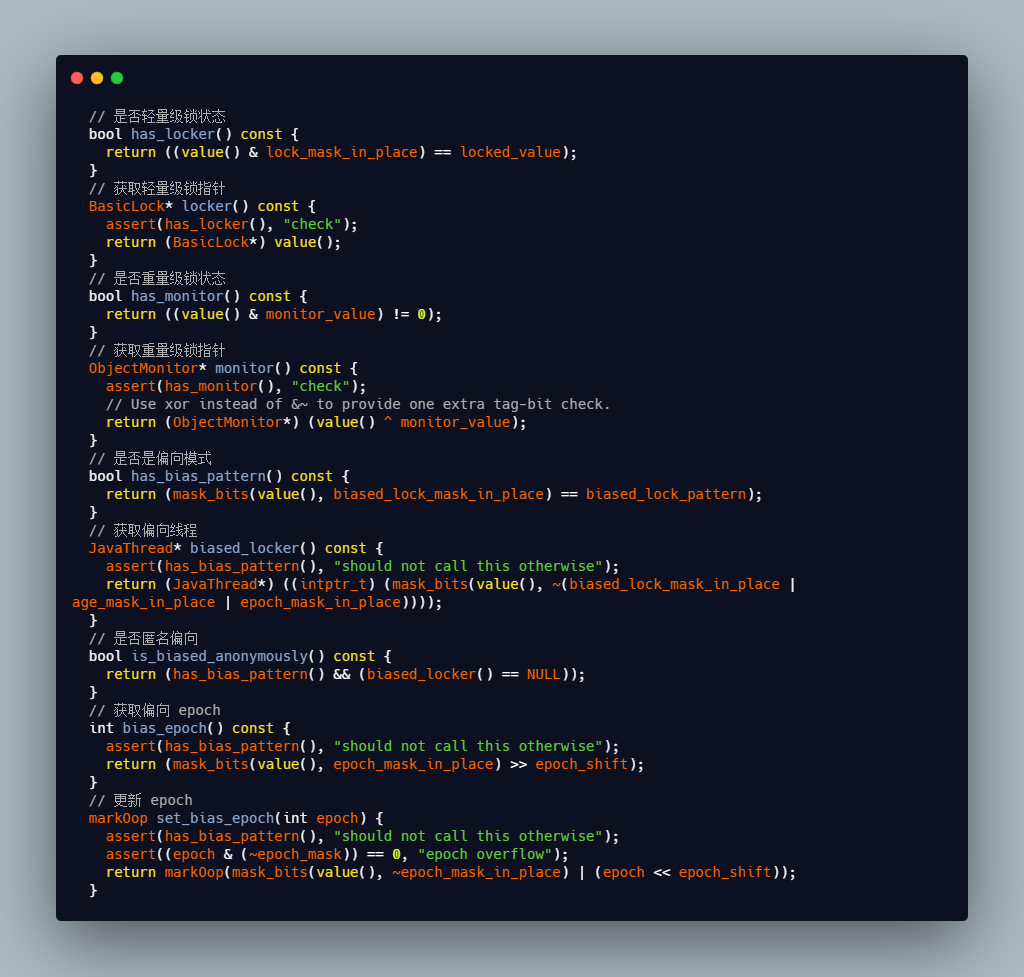 // 是否轻量级锁状态
bool has_locker() const {
return ((value() & lock_mask_in_place) == locked_value);
}
// 获取轻量级锁指针
BasicLock* locker() const {
assert(has_locker(), "check");
return (BasicLock*) value();
}
// 是否重量级锁状态
bool has_monitor() const {
return ((value() & monitor_value) != 0);
}
// 获取重量级锁指针
ObjectMonitor* monitor() const {
assert(has_monitor(), "check");
// Use xor instead of &~ to provide one extra tag-bit check.
return (ObjectMonitor*) (value() ^ monitor_value);
}
// 是否是偏向模式
bool has_bias_pattern() const {
return (mask_bits(value(), biased_lock_mask_in_place) == biased_lock_pattern);
}
// 获取偏向线程
JavaThread* biased_locker() const {
assert(has_bias_pattern(), "should not call this otherwise");
return (JavaThread*) ((intptr_t) (mask_bits(value(), ~(biased_lock_mask_in_place |
age_mask_in_place | epoch_mask_in_place))));
}
// 是否匿名偏向
bool is_biased_anonymously() const {
return (has_bias_pattern() && (biased_locker() == NULL));
}
// 获取偏向 epoch
int bias_epoch() const {
assert(has_bias_pattern(), "should not call this otherwise");
return (mask_bits(value(), epoch_mask_in_place) >> epoch_shift);
}
// 更新 epoch
markOop set_bias_epoch(int epoch) {
assert(has_bias_pattern(), "should not call this otherwise");
assert((epoch & (~epoch_mask)) == 0, "epoch overflow");
return markOop(mask_bits(value(), ~epoch_mask_in_place) | (epoch << epoch_shift));
}